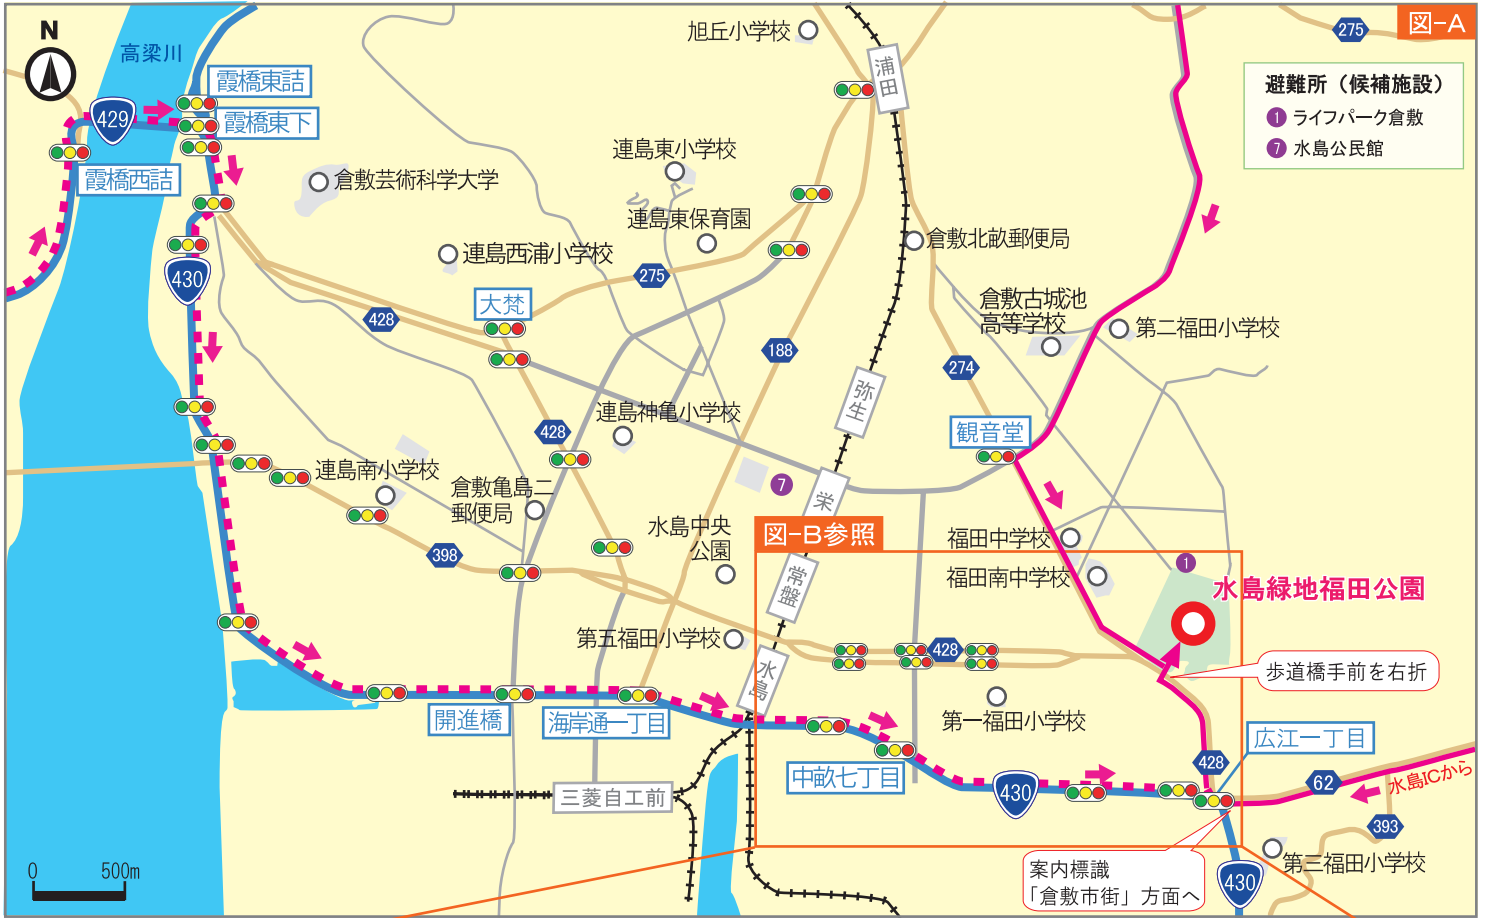 図-A
N
高梁川
霞橋東詰
霞橋東下
429
霞橋西詰
旭丘小学校
275
避難所（候補施設）
1 ライフパーク倉敷
7 水島公民館
浦田
連島東小学校
倉敷芸術科学大学
連島東保育園
倉敷北畝郵便局
連島西浦小学校
275
430
大梵
428
188
倉敷古城池
高等学校
第二福田小学校
274
弥生
連島神亀小学校
428
観音堂
連島南小学校
倉敷亀島二
郵便局
7
栄
水島中央
公園
図-B参照
福田中学校
398
常盤
福田南中学校
1
水島緑地福田公園
第五福田小学校
428
水島
歩道橋手前を右折
第一福田小学校
開進橋
海岸通一丁目
広江一丁目
中畝七丁目
428
430
62
水島ICから
三菱自工前
393
案内標識
「倉敷市街」方面へ
第三福田小学校
430
0 500m